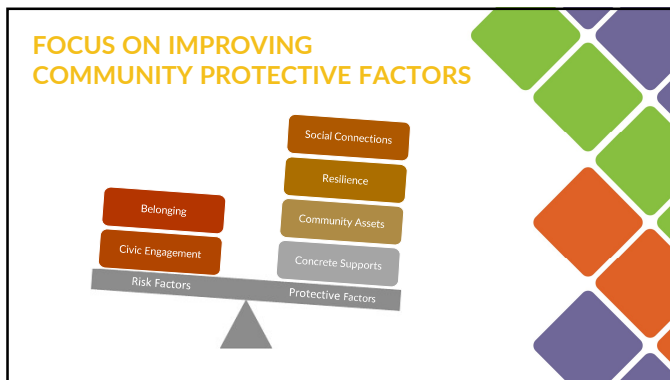 FOCUS ON IMPROVING
COMMUNITY PROTECTIVE FACTORS
Social Connections
Resilience
Belonging
Community Assets
Civic Engagement
Concrete Supports
Risk Factors
Protective Factors